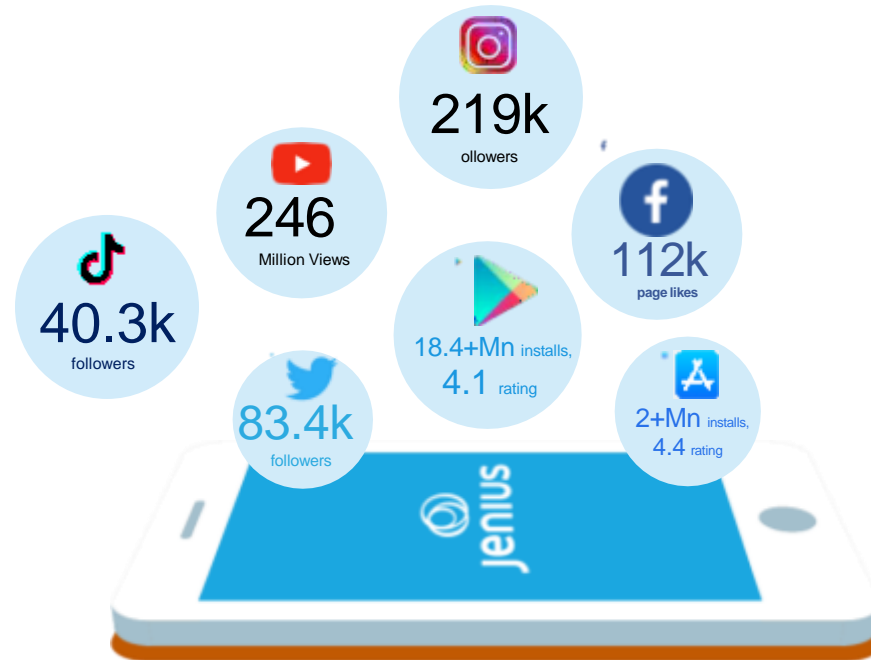 219k
ollowers
246
Million Views
112k
page likes
40.3k
followers
18.4+Mn installs,
4.1 rating
83.4k
followers
2+Mn installs,
4.4 rating
jenius